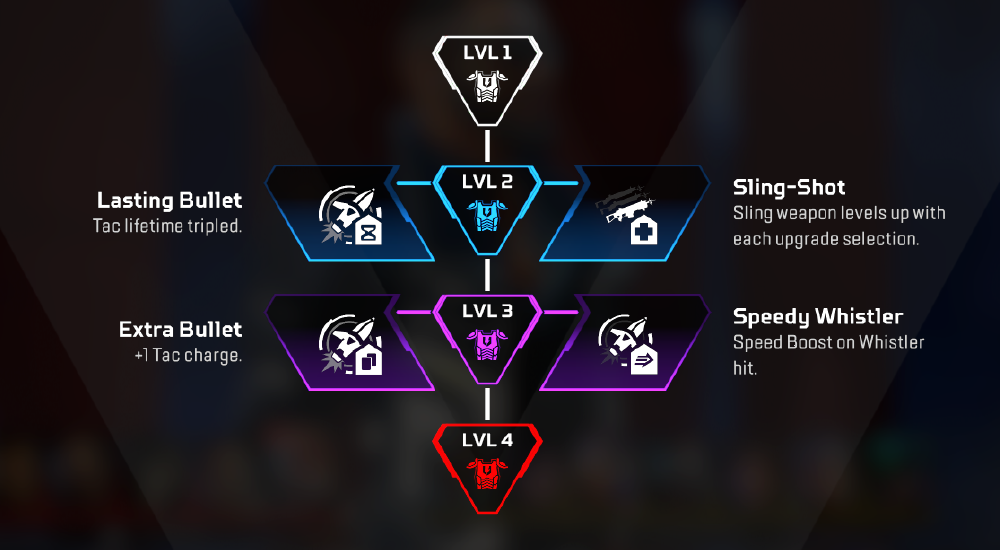 LVL 1
LVL 2
Lasting Bullet
Tac lifetime tripled.
Sling-Shot
Sling weapon levels up with
each upgrade selection.
LVL 3
Extra Bullet
+1 Tac charge.
Speedy Whistler
Speed Boost on Whistler
hit.
LVL 4